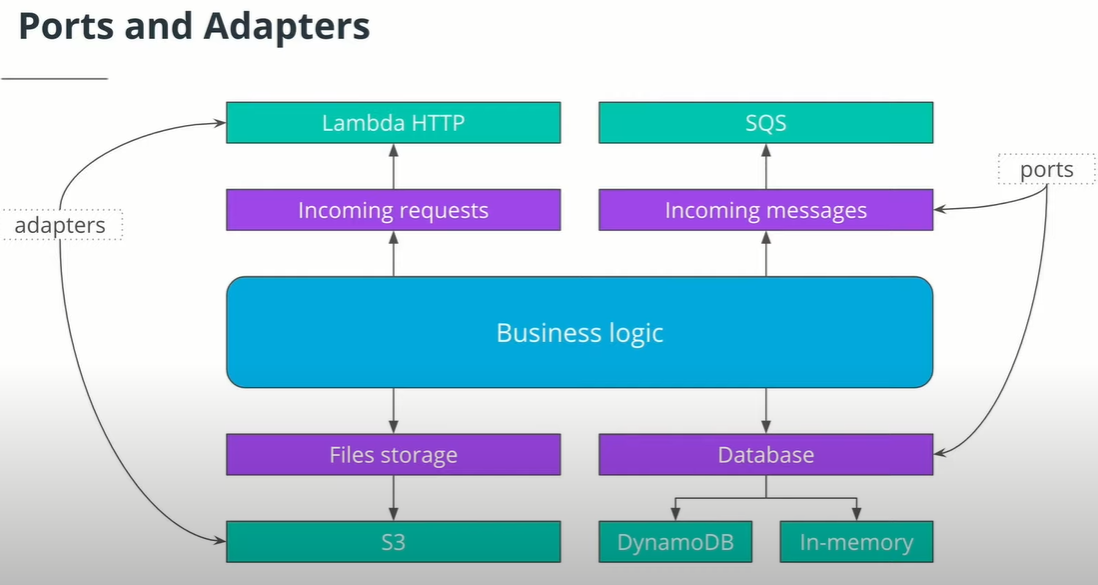 Ports and Adapters
Lambda HTTP
SQS
ports
Incoming requests
Incoming messages
adapters
Business logic
Files storage
Database
S3
DynamoDB
In-memory